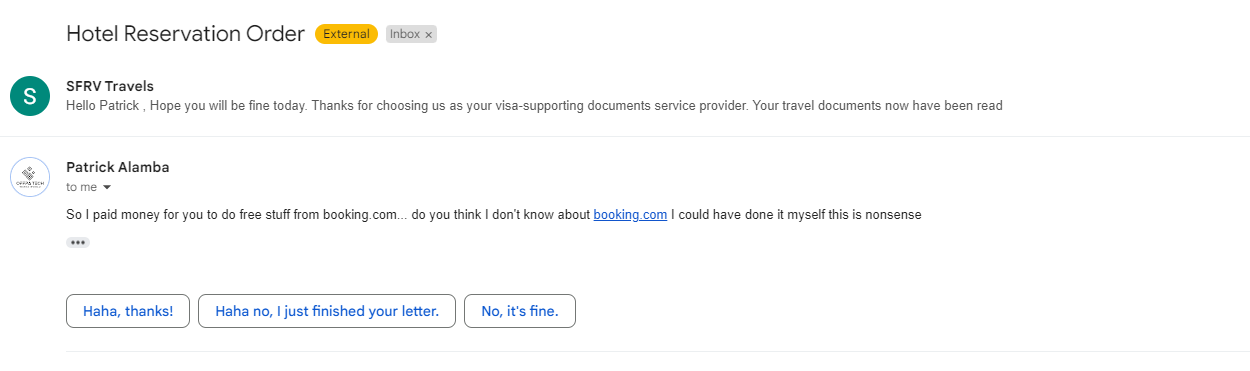 Hotel Reservation Order External Inbox ×
S
SFRV Travels
Hello Patrick , Hope you will be fine today. Thanks for choosing us as your visa-supporting documents service provider. Your travel documents now have been read
Patrick Alamba
to me
So I paid money for you to do free stuff from booking.com... do you think I don't know about booking.com I could have done it myself this is nonsense
Haha, thanks! Haha no, I just finished your letter. No, it's fine.